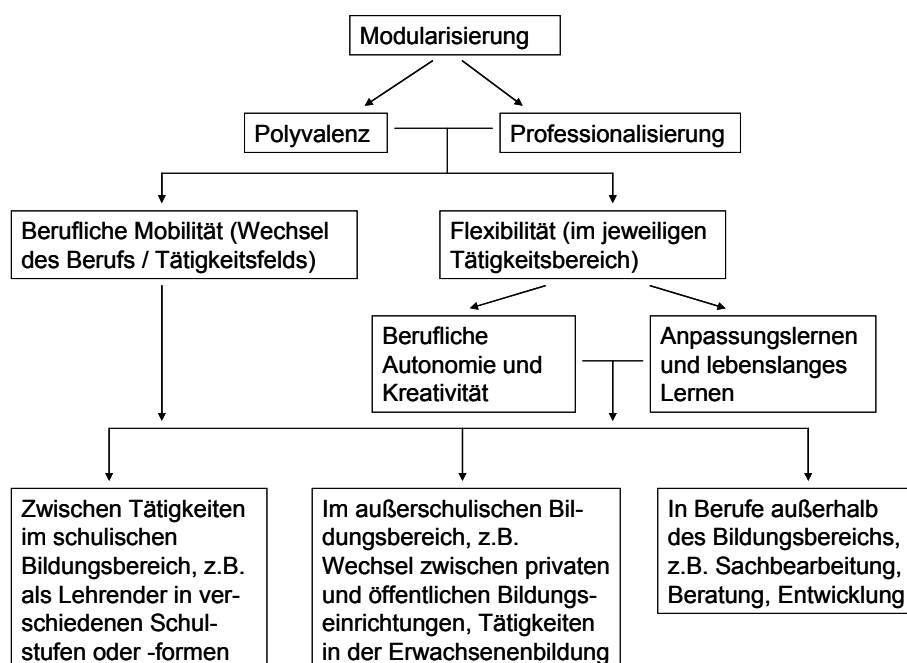 Modularisierung
Polyvalenz
Professionalisierung
Berufliche Mobilität (Wechsel
des Berufs / Tätigkeitsfelds)
Flexibilität (im jeweiligen
Tätigkeitsbereich)
Berufliche
Autonomie und
Kreativität
Anpassungslernen
und lebenslanges
Lernen
Zwischen Tätigkeiten
im schulischen
Bildungsbereich, z.B.
als Lehrender in ver-
schiedenen Schul-
stufen oder -formen
Im außerschulischen Bil-
dungsbereich, z.B.
Wechsel zwischen privaten
und öffentlichen Bildungs-
einrichtungen, Tätigkeiten
in der Erwachsenenbildung
In Berufe außerhalb
des Bildungsbereichs,
z.B. Sachbearbeitung,
Beratung, Entwicklung